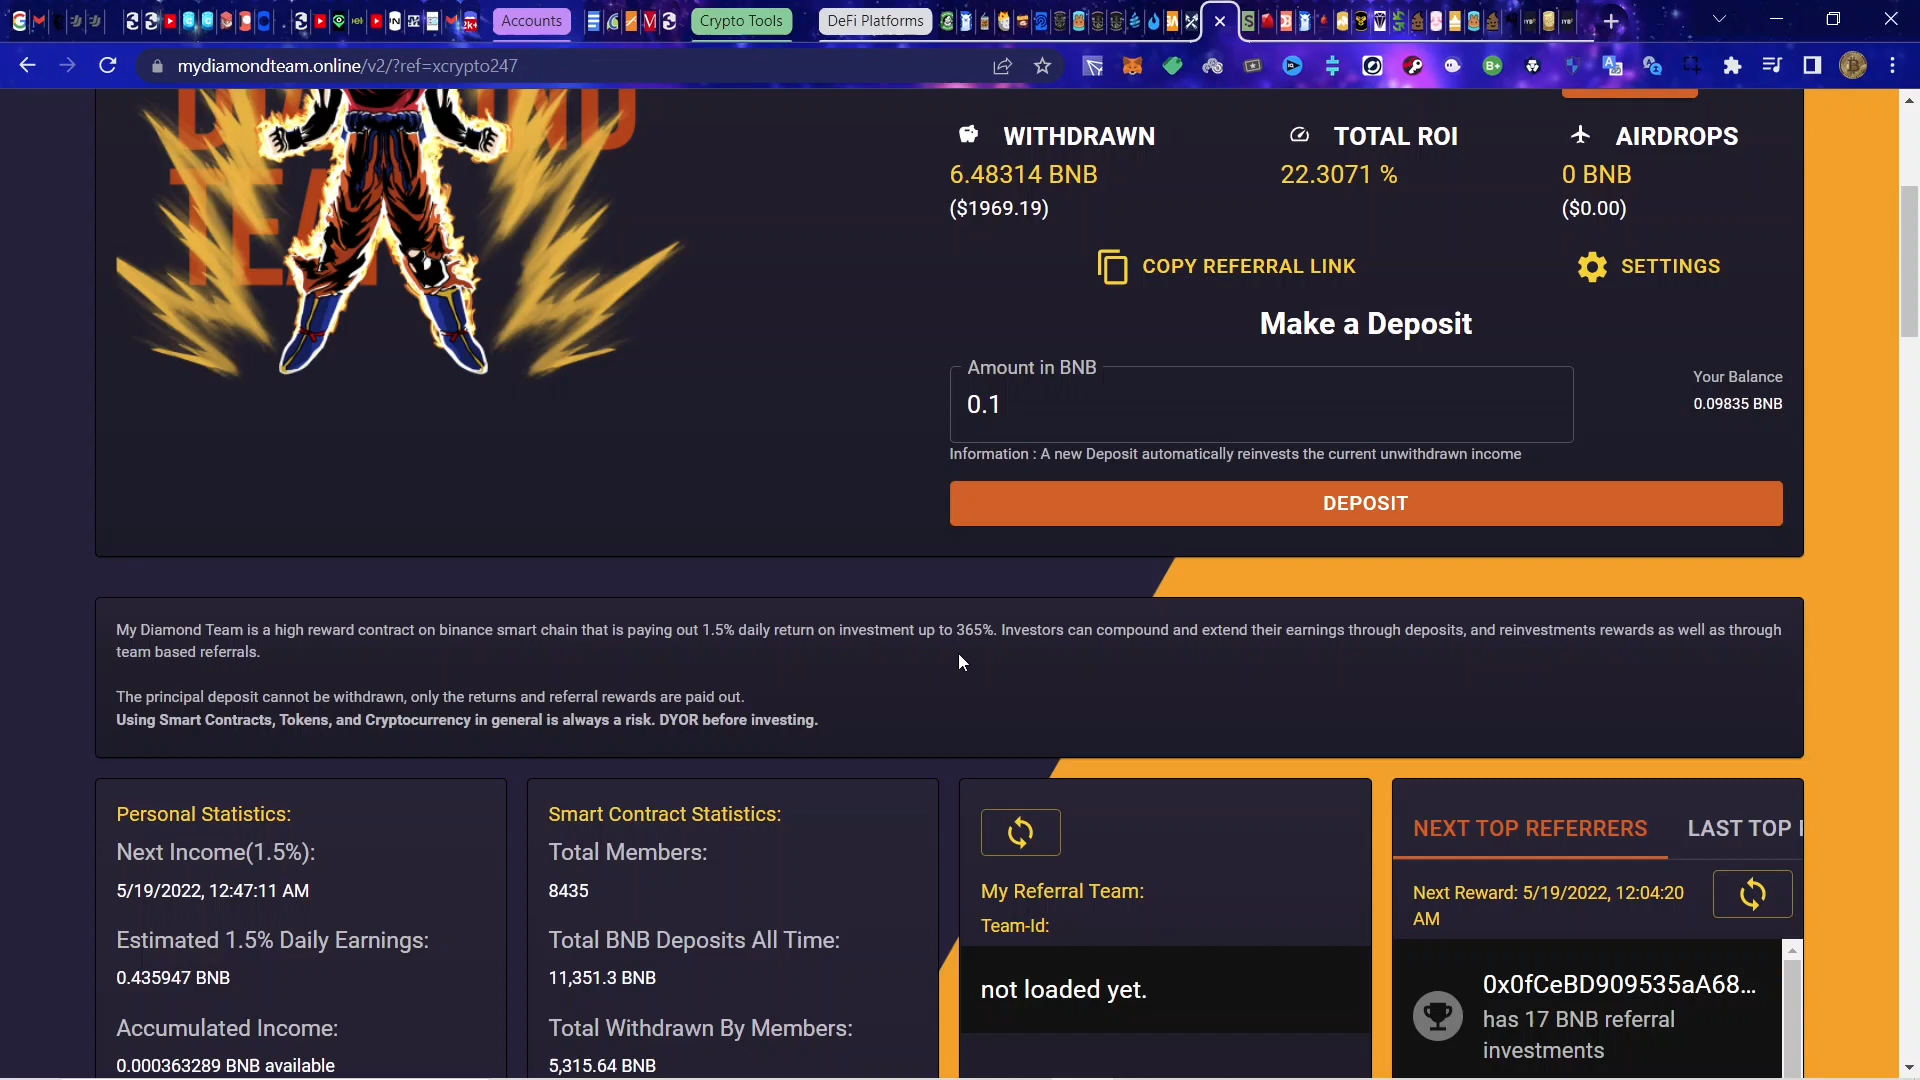 Accounts
Crypto Tools
DeFi Platforms
mydiamondteam.online/v2/?ref=xcrypto247
WITHDRAWN
6.48314 BNB
($1969.19)
TOTAL ROI
22.3071 %
AIRDROPS
0 BNB
($0.00)
COPY REFERRAL LINK
SETTINGS
Make a Deposit
Amount in BNB
0.1
Your Balance
0.09835 BNB
Information : A new Deposit automatically reinvests the current unwithdrawn income
DEPOSIT
My Diamond Team is a high reward contract on binance smart chain that is paying out 1.5% daily return on investment up to 365%. Investors can compound and extend their earnings through deposits, and reinvestments rewards as well as through
team based referrals.
The principal deposit cannot be withdrawn, only the returns and referral rewards are paid out.
Using Smart Contracts, Tokens, and Cryptocurrency in general is always a risk. DYOR before investing.
Personal Statistics:
Next Income(1.5%):
5/19/2022, 12:47:11 AM
Estimated 1.5% Daily Earnings:
0.435947 BNB
Accumulated Income:
0.000363289 BNB available
Smart Contract Statistics:
Total Members:
8435
Total BNB Deposits All Time:
11,351.3 BNB
Total Withdrawn By Members:
5,315.64 BNB
My Referral Team:
Team-Id:
not loaded yet.
NEXT TOP REFERRERS
LAST TOP
Next Reward: 5/19/2022, 12:04:20
AM
0x0fCeBD909535aA68...
has 17 BNB referral
investments